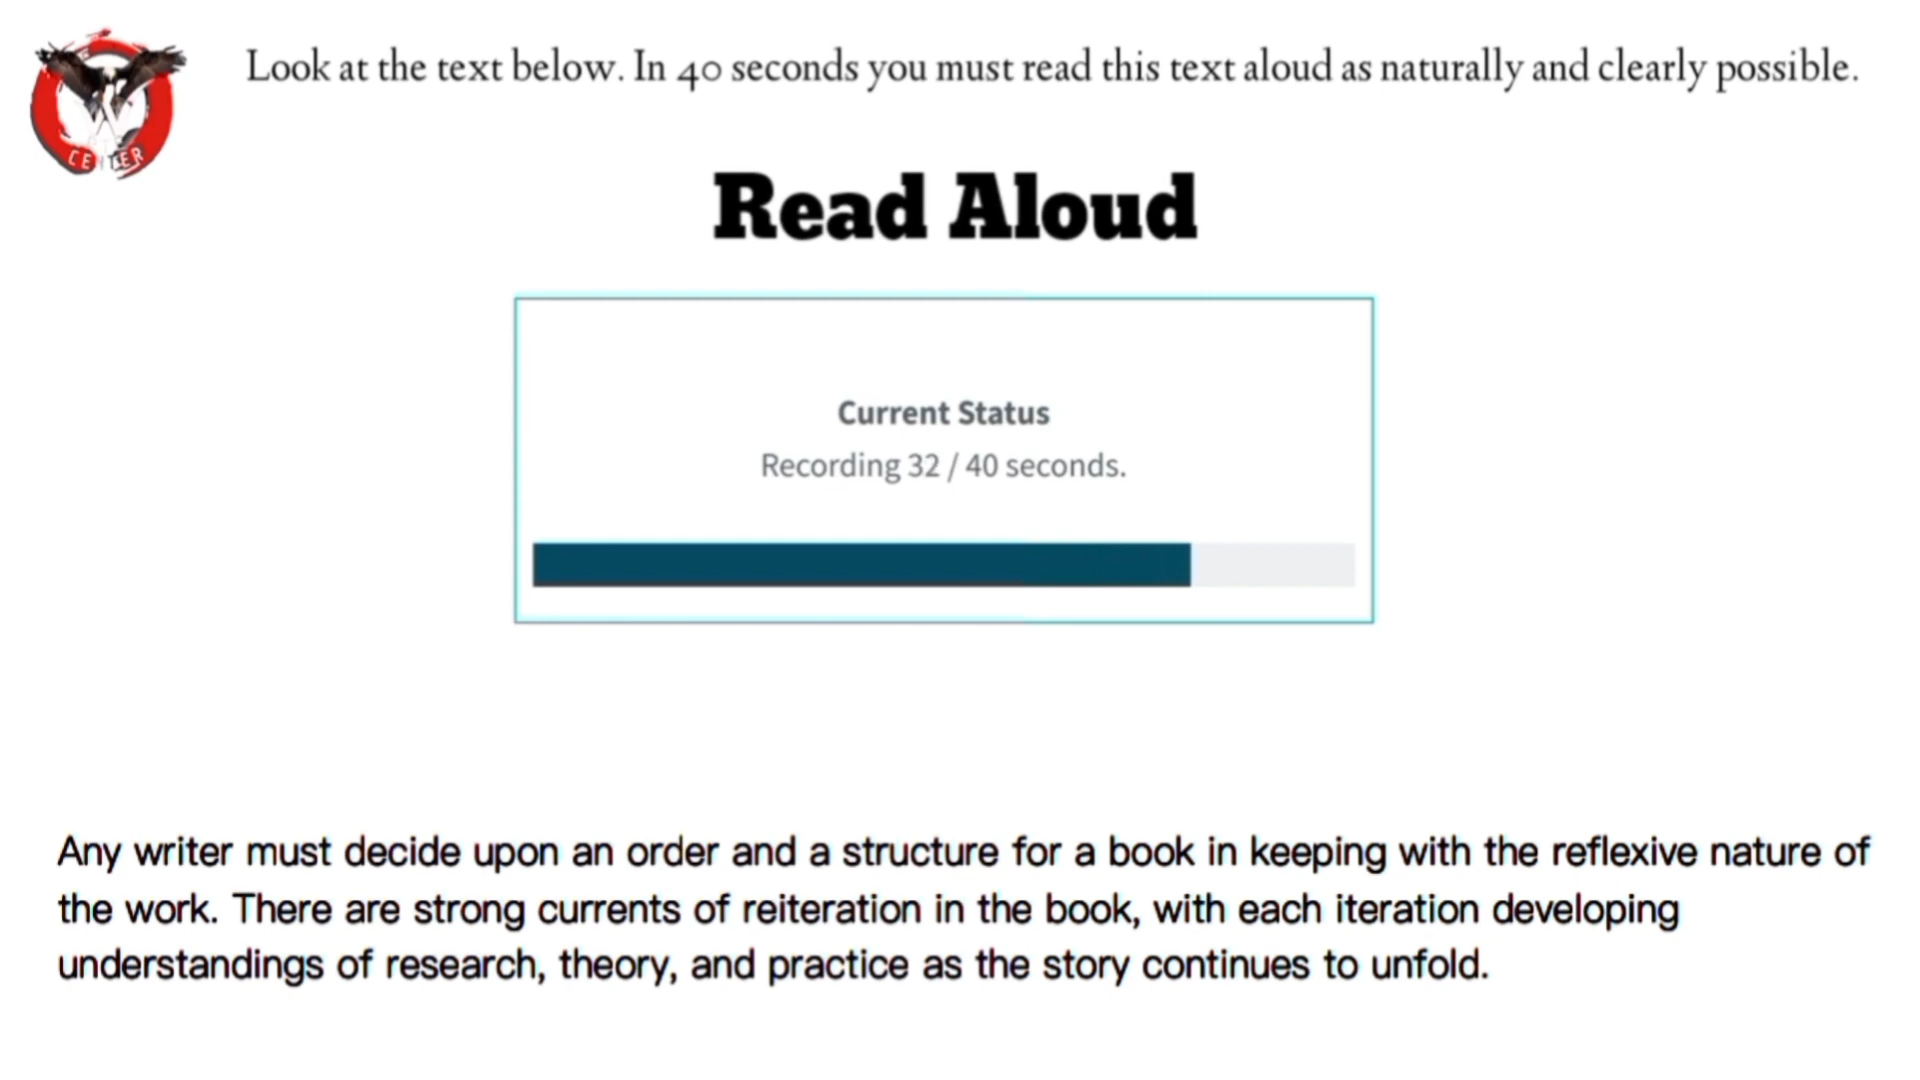 Look at the text below. In 40 seconds you must read this text aloud as naturally and clearly possible.
CENTER
Read Aloud
Current Status
Recording 32 / 40 seconds.
Any writer must decide upon an order and a structure for a book in keeping with the reflexive nature of
the work. There are strong currents of reiteration in the book, with each iteration developing
understandings of research, theory, and practice as the story continues to unfold.